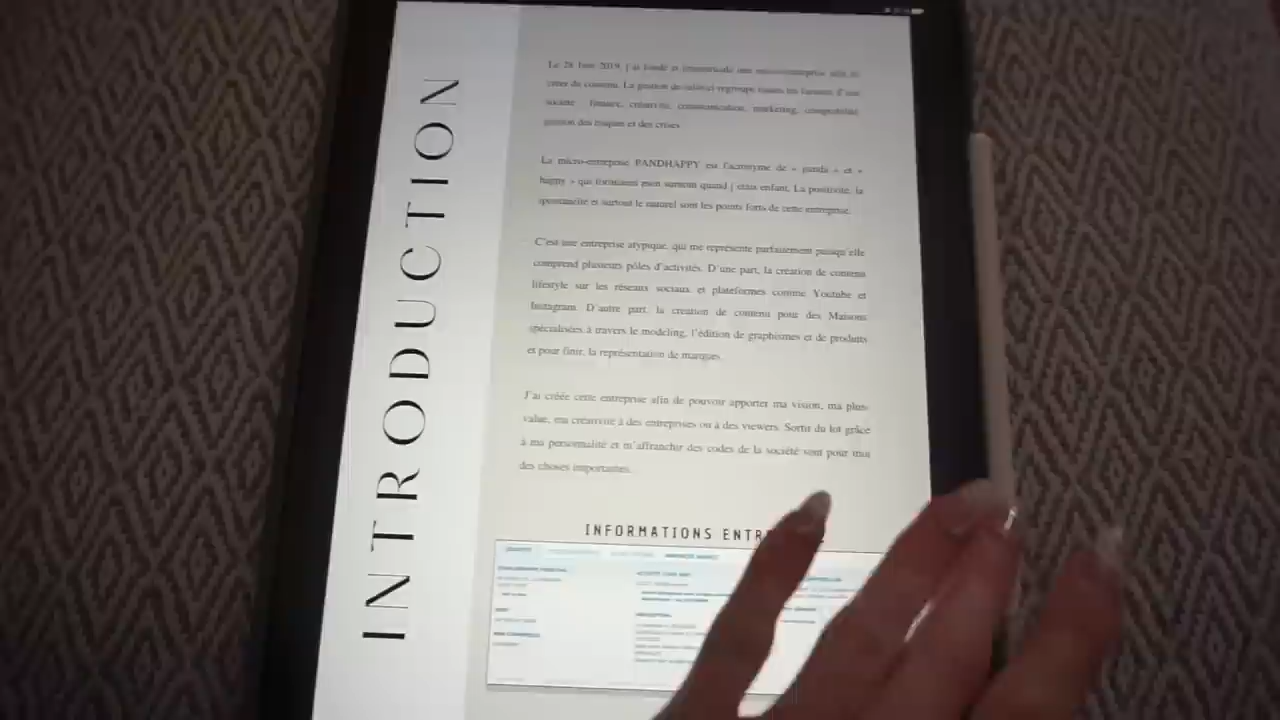 INTRODUCTION
Le 28 Juin 2019, j'ai fondé et immatriculé une micro-entreprise afin de
créer du contenu. La gestion de celle-ci regroupe toutes les facettes d'une
société finance, créativité, communication, marketing, comptabilité
gestion des risques et des crises.
La micro-entreprise PANDHAPPY est l'acronyme de « panda » et «
happy » qui formaient mon surnom quand j'étais enfant. La positivité, la
spontanéité et surtout le naturel sont les points forts de cette entreprise.
C'est une entreprise atypique, qui me représente parfaitement puisqu'elle
comprend plusieurs pôles d'activités. D'une part, la création de contenu
lifestyle sur les réseaux sociaux et plateformes comme Youtube et
Instagram. D'autre part, la création de contenu pour des Maisons
spécialisées à travers le modeling, l'édition de graphismes et de produits
et pour finir, la représentation de marques.
J'ai créée cette entreprise afin de pouvoir apporter ma vision, ma plus-
value, ma créativité à des entreprises ou à des viewers. Sortir du lot grâce
à ma personnalité et m'affranchir des codes de la société sont pour moi
des choses importantes.
INFORMATIONS ENTR